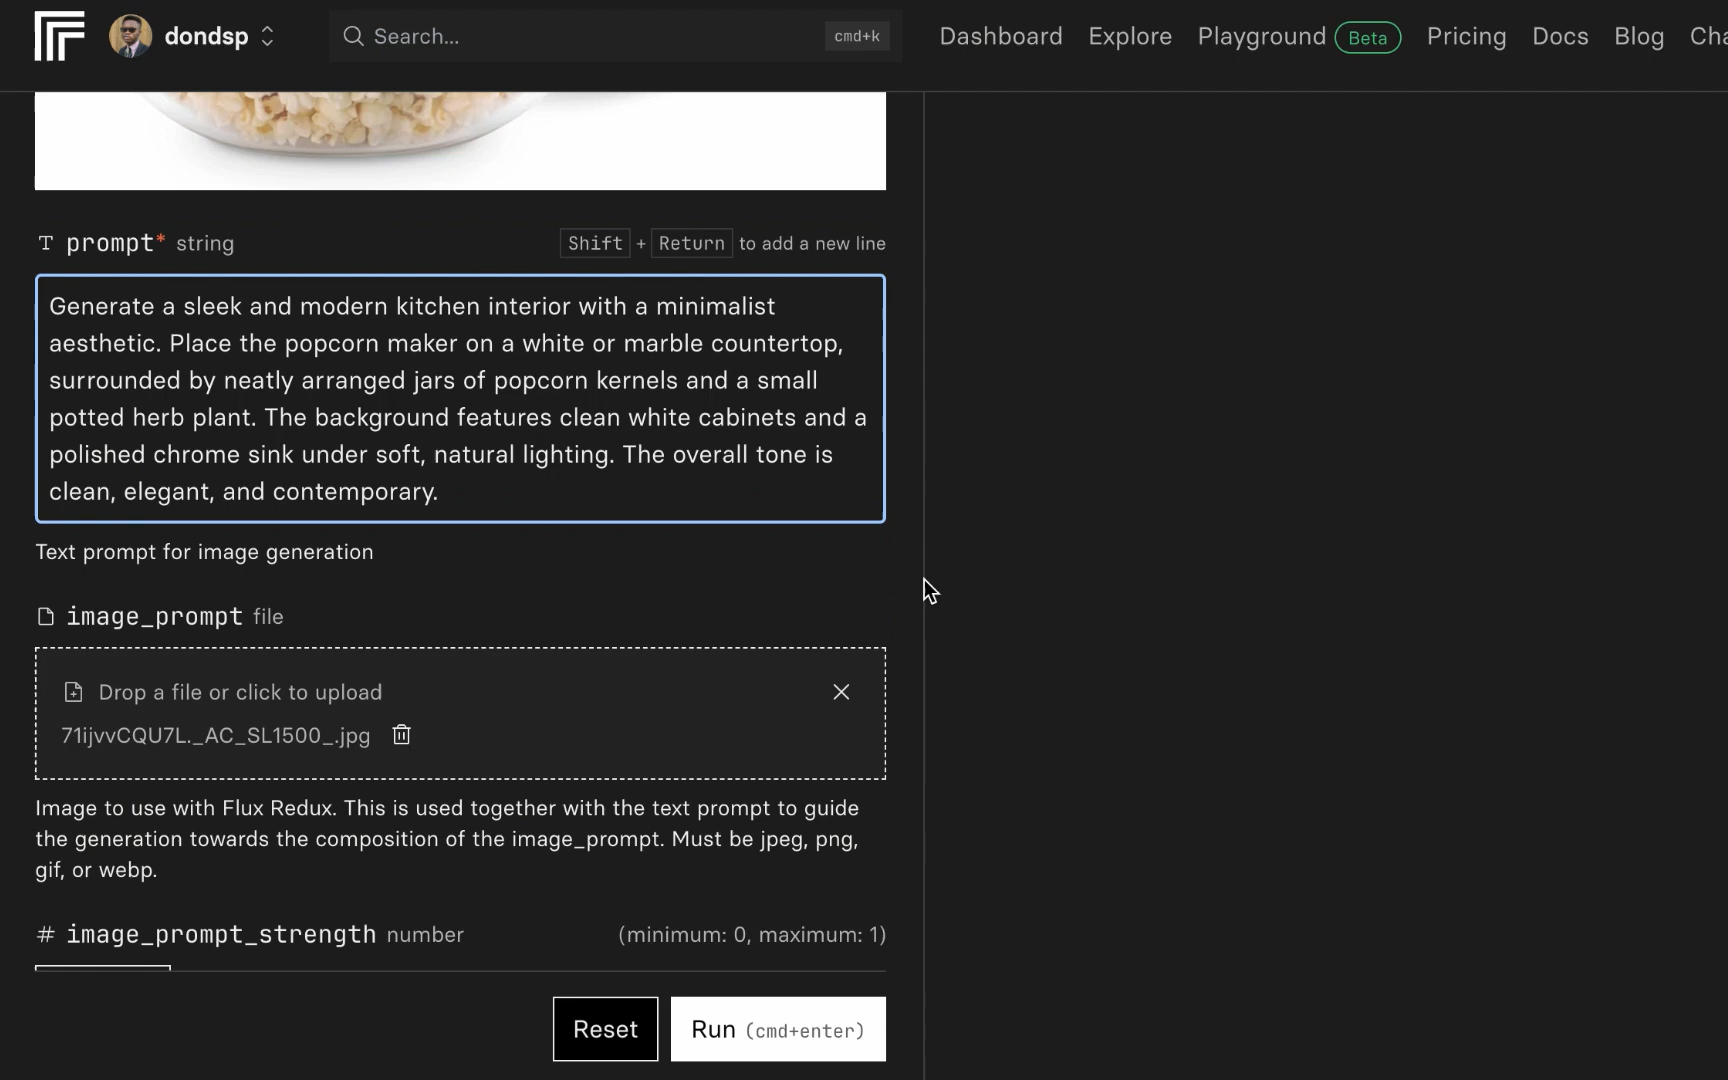 dondsp
Search...
cmd+k
Dashboard
Explore
Playground
Beta
Pricing
Docs
Blog
prompt* string
Shift + Return to add a new line
Generate a sleek and modern kitchen interior with a minimalist
aesthetic. Place the popcorn maker on a white or marble countertop,
surrounded by neatly arranged jars of popcorn kernels and a small
potted herb plant. The background features clean white cabinets and a
polished chrome sink under soft, natural lighting. The overall tone is
clean, elegant, and contemporary.
Text prompt for image generation
image_prompt file
Drop a file or click to upload
71ijvvCQU7L._AC_SL1500_.jpg
Image to use with Flux Redux. This is used together with the text prompt to guide
the generation towards the composition of the image_prompt. Must be jpeg, png,
gif, or webp.
# image_prompt_strength number
(minimum: 0, maximum: 1)
Reset
Run (cmd+enter)